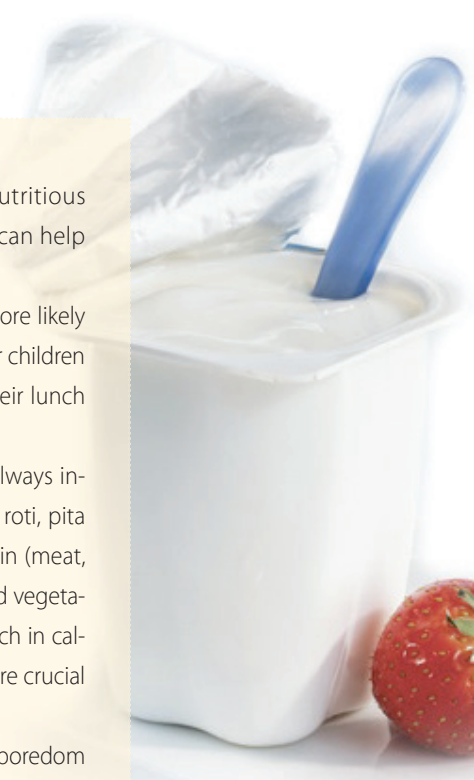 utritious
can help
ore likely
r children
eir lunch
lways in-
roti, pita
in (meat,
d vegeta-
ch in cal-
re crucial
boredom